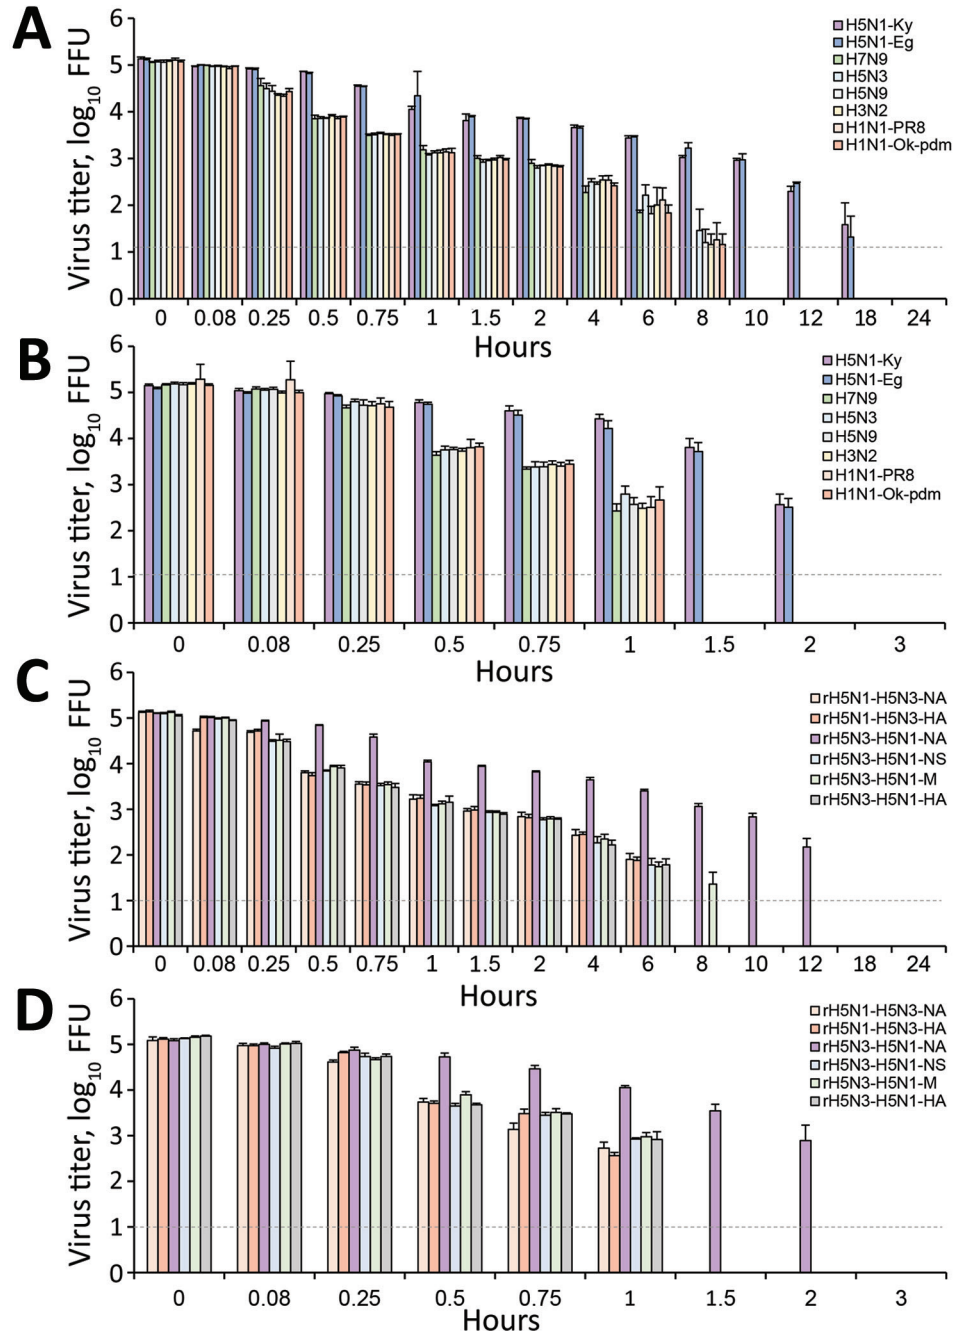 A
Virus titer, log10 FFU
6
5
4
3
2
1
0
0 0.08 0.25 0.5 0.75 1 1.5 2 4 6 8 10 12 18 24
Hours
H5N1-Ky
H5N1-Eg
H7N9
H5N3
H5N9
H3N2
H1N1-PR8
H1N1-Ok-pdm
B
Virus titer, log10 FFU
6
5
4
3
2
1
0
0 0.08 0.25 0.5 0.75 1 1.5 2 3
Hours
H5N1-Ky
H5N1-Eg
H7N9
H5N3
H5N9
H3N2
H1N1-PR8
H1N1-Ok-pdm
C
Virus titer, log10 FFU
6
5
4
3
2
1
0
0 0.08 0.25 0.5 0.75 1 1.5 2 4 6 8 10 12 18 24
Hours
rH5N1-H5N3-NA
rH5N1-H5N3-HA
rH5N3-H5N1-NA
rH5N3-H5N1-NS
rH5N3-H5N1-M
rH5N3-H5N1-HA
D
Virus titer, log10 FFU
6
5
4
3
2
1
0
0 0.08 0.25 0.5 0.75 1 1.5 2 3
Hours
rH5N1-H5N3-NA
rH5N1-H5N3-HA
rH5N3-H5N1-NA
rH5N3-H5N1-NS
rH5N3-H5N1-M
rH5N3-H5N1-HA